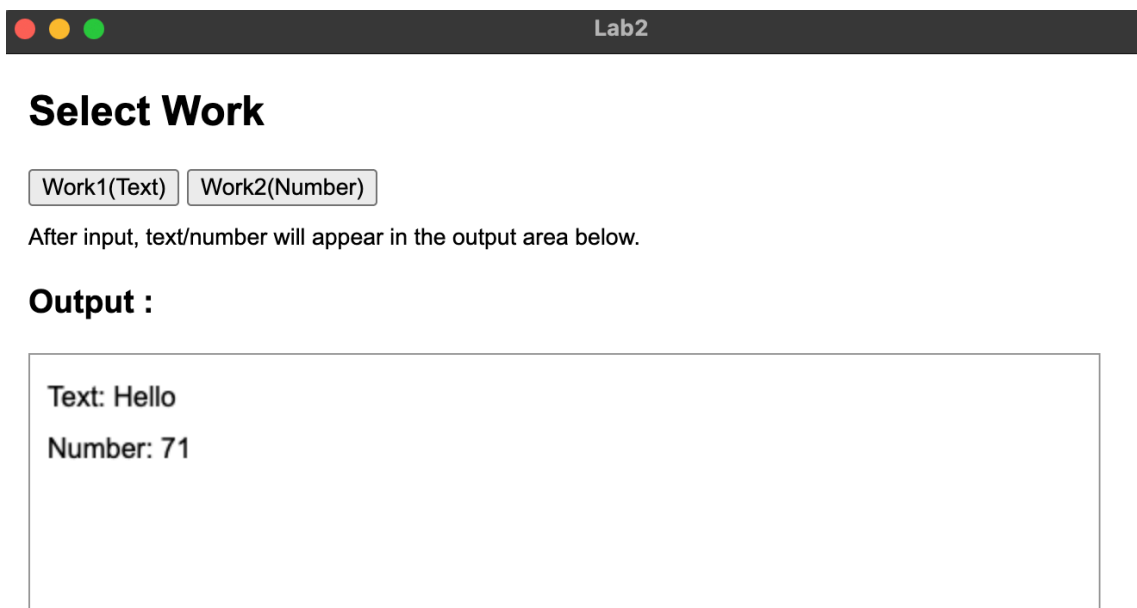 Lab2
Select Work
Work1(Text) Work2(Number)
After input, text/number will appear in the output area below.
Output :
Text: Hello
Number: 71